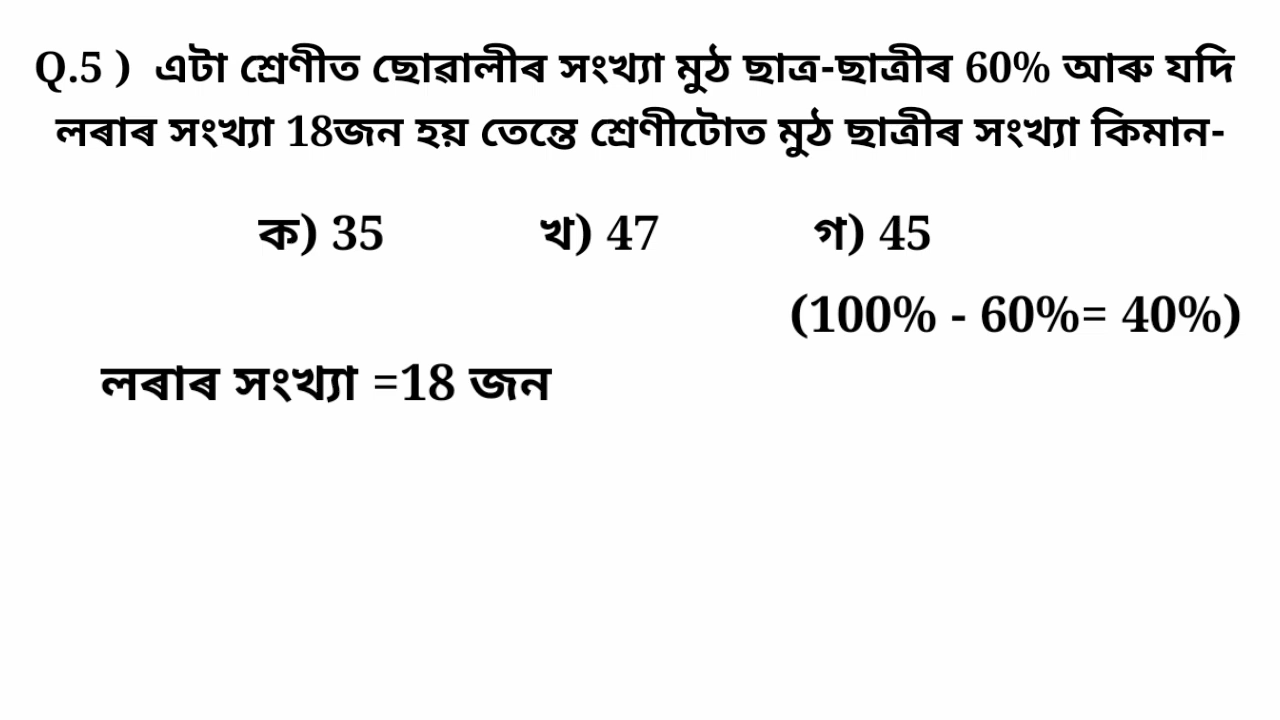 Q.5 ) এটা শ্ৰেণীত ছোৱালীৰ সংখ্যা মুঠ ছাত্ৰ-ছাত্ৰীৰ 60% আৰু যদি
লৰাৰ সংখ্যা 18জন হয় তেন্তে শ্ৰেণীটোত মুঠ ছাত্ৰীৰ সংখ্যা কিমান-
ক) 35 খ) 47 গ) 45
(100% - 60%= 40%)
লৰাৰ সংখ্যা =18 জন